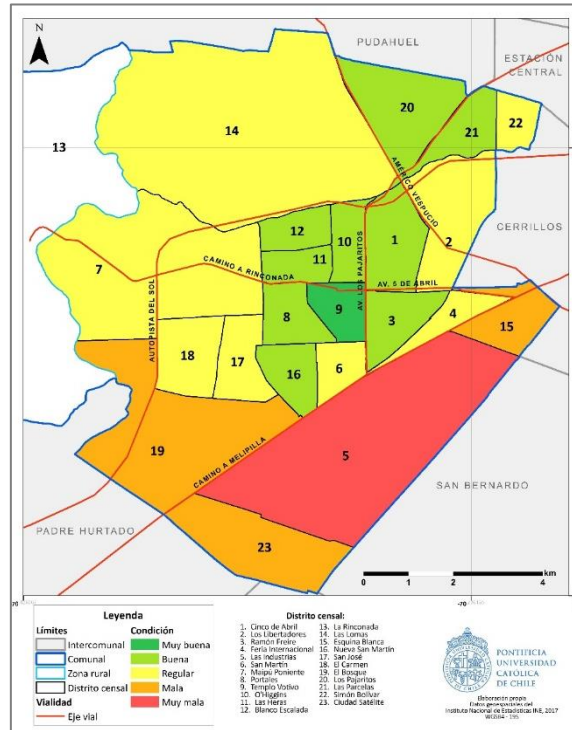 N
PUDAHUEL
ESTACIÓN
CENTRAL
20
21
22
14
13
AMÉRICO VESPUCIO
CERRILLOS
12
10
1
2
11
7
CAMINO A RINCONADA
AV. LOS PAJARITOS
AV. 5 DE ABRIL
AUTOPISTA DEL SOL
9
8
3
4
15
18
17
6
16
5
19
CAMINO A MELIPILLA
SAN BERNARDO
PADRE HURTADO
23
km
0 1 2 4
-70
-70
Leyenda
Límites
Intercomunal
Comunal
Zona rural
Distrito censal
Vialidad
Eje vial
Condición
Muy buena
Buena
Regular
Mala
Muy mala
Distrito censal:
1. Cinco de Abril
2. Los Libertadores
3. Ramón Freire
4. Feria Internacional
5. Las Industrias
6. San Martín
7. Maipú Poniente
8. Portales
9. Templo Votivo
10. O'Higgins
11. Las Heras
12. Blanco Escalada
13. La Rinconada
14. Las Lomas
15. Esquina Blanca
16. Nueva San Martín
17. San José
18. El Carmen
19. El Bosque
20. Los Pajaritos
21. Las Parcelas
22. Simón Bolívar
23. Ciudad Satélite
PONTIFICIA
UNIVERSIDAD
CATÓLICA
DE CHILE
Elaboración propia
Datos geoespaciales del
Instituto Nacional de Estadísticas INE, 2017
WGS84 - 19S